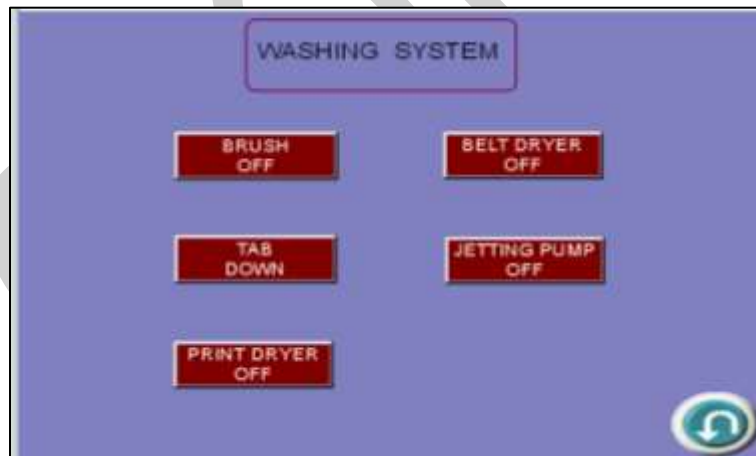 WASHING SYSTEM
BRUSH
OFF
BELT DRYER
OFF
TAB
DOWN
JETTING PUMP
OFF
PRINT DRYER
OFF